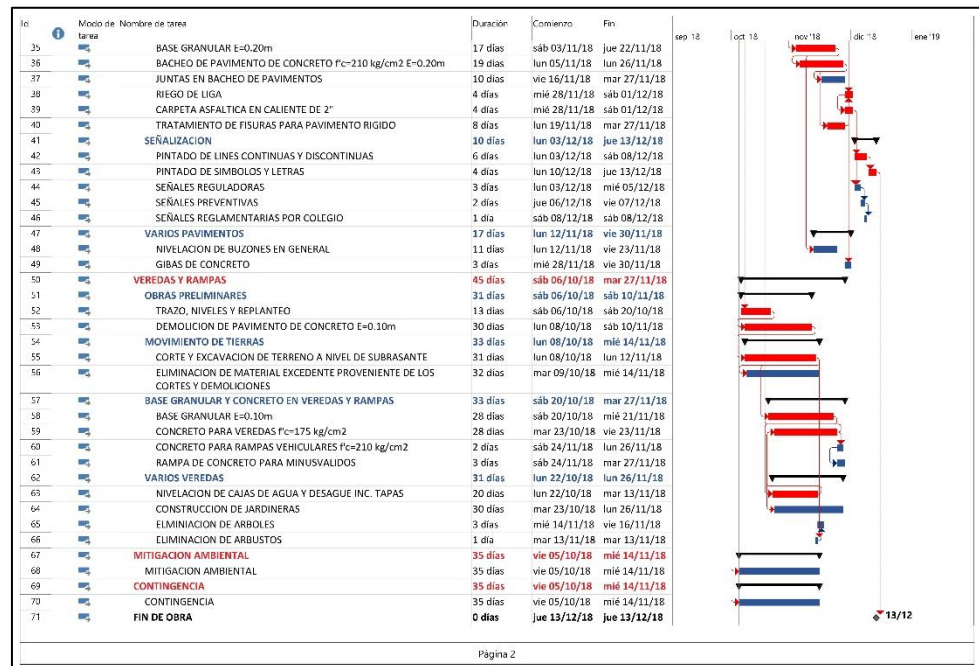 Id Modo de tarea Nombre de tarea Duración Comienzo Fin sep '18 oct '18 nov '18 dic '18 ene '19
35 BASE GRANULAR E=0.20m 17 días sáb 03/11/18 jue 22/11/18
36 BACHEO DE PAVIMENTO DE CONCRETO f'c=210 kg/cm2 E=0.20m 19 días lun 05/11/18 lun 26/11/18
37 JUNTAS EN BACHEO DE PAVIMENTOS 10 días vie 16/11/18 mar 27/11/18
38 RIEGO DE LIGA 4 días mié 28/11/18 sáb 01/12/18
39 CARPETA ASFALTICA EN CALIENTE DE 2" 4 días mié 28/11/18 sáb 01/12/18
40 TRATAMIENTO DE FISURAS PARA PAVIMENTO RIGIDO 8 días lun 19/11/18 mar 27/11/18
41 SEÑALIZACION 10 días lun 03/12/18 jue 13/12/18
42 PINTADO DE LINES CONTINUAS Y DISCONTINUAS 6 días lun 03/12/18 sáb 08/12/18
43 PINTADO DE SIMBOLOS Y LETRAS 4 días lun 10/12/18 jue 13/12/18
44 SEÑALES REGULADORAS 3 días lun 03/12/18 mié 05/12/18
45 SEÑALES PREVENTIVAS 2 días jue 06/12/18 vie 07/12/18
46 SEÑALES REGLAMENTARIAS POR COLEGIO 1 día sáb 08/12/18 sáb 08/12/18
47 VARIOS PAVIMENTOS 17 días lun 12/11/18 vie 30/11/18
48 NIVELACION DE BUZONES EN GENERAL 11 días lun 12/11/18 vie 23/11/18
49 GIBAS DE CONCRETO 3 días mié 28/11/18 vie 30/11/18
50 VEREDAS Y RAMPAS 45 días sáb 06/10/18 mar 27/11/18
51 OBRAS PRELIMINARES 31 días sáb 06/10/18 sáb 10/11/18
52 TRAZO, NIVELES Y REPLANTEO 13 días sáb 06/10/18 sáb 20/10/18
53 DEMOLICION DE PAVIMENTO DE CONCRETO E=0.10m 30 días lun 08/10/18 sáb 10/11/18
54 MOVIMIENTO DE TIERRAS 33 días lun 08/10/18 mié 14/11/18
55 CORTE Y EXCAVACION DE TERRENO A NIVEL DE SUBRASANTE 31 días lun 08/10/18 lun 12/11/18
56 ELIMINACION DE MATERIAL EXCEDENTE PROVENIENTE DE LOS 32 días mar 09/10/18 mié 14/11/18
CORTES Y DEMOLICIONES
57 BASE GRANULAR Y CONCRETO EN VEREDAS Y RAMPAS 33 días sáb 20/10/18 mar 27/11/18
58 BASE GRANULAR E=0.10m 28 días sáb 20/10/18 mié 21/11/18
59 CONCRETO PARA VEREDAS f'c=175 kg/cm2 28 días mar 23/10/18 vie 23/11/18
60 CONCRETO PARA RAMPAS VEHICULARES f'c=210 kg/cm2 2 días sáb 24/11/18 lun 26/11/18
61 RAMPA DE CONCRETO PARA MINUSVALIDOS 3 días sáb 24/11/18 mar 27/11/18
62 VARIOS VEREDAS 31 días lun 22/10/18 lun 26/11/18
63 NIVELACION DE CAJAS DE AGUA Y DESAGUE INC. TAPAS 20 días lun 22/10/18 mar 13/11/18
64 CONSTRUCCION DE JARDINERAS 30 días mar 23/10/18 lun 26/11/18
65 ELMINIACION DE ARBOLES 3 días mié 14/11/18 vie 16/11/18
66 ELIMINACION DE ARBUSTOS 1 día mar 13/11/18 mar 13/11/18
67 MITIGACION AMBIENTAL 35 días vie 05/10/18 mié 14/11/18
68 MITIGACION AMBIENTAL 35 días vie 05/10/18 mié 14/11/18
69 CONTINGENCIA 35 días vie 05/10/18 mié 14/11/18
70 CONTINGENCIA 35 días vie 05/10/18 mié 14/11/18
71 FIN DE OBRA 0 días jue 13/12/18 jue 13/12/18 13/12
Página 2